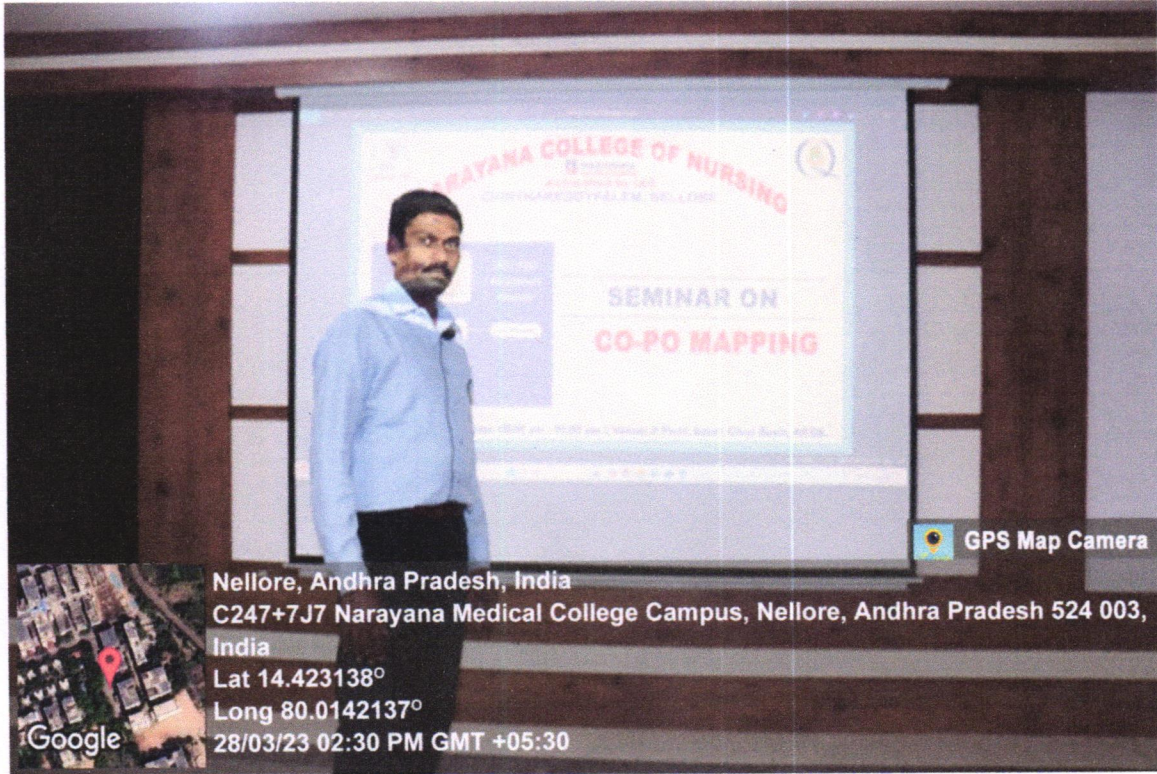 NARAYANA COLLEGE OF NURSING
CHINTHAREDDYPALEM, NELLORE
SEMINAR ON
CO-PO MAPPING
GPS Map Camera
Nellore, Andhra Pradesh, India
C247+7J7 Narayana Medical College Campus, Nellore, Andhra Pradesh 524 003,
India
Lat 14.423138°
Long 80.0142137°
28/03/23 02:30 PM GMT +05:30
Google